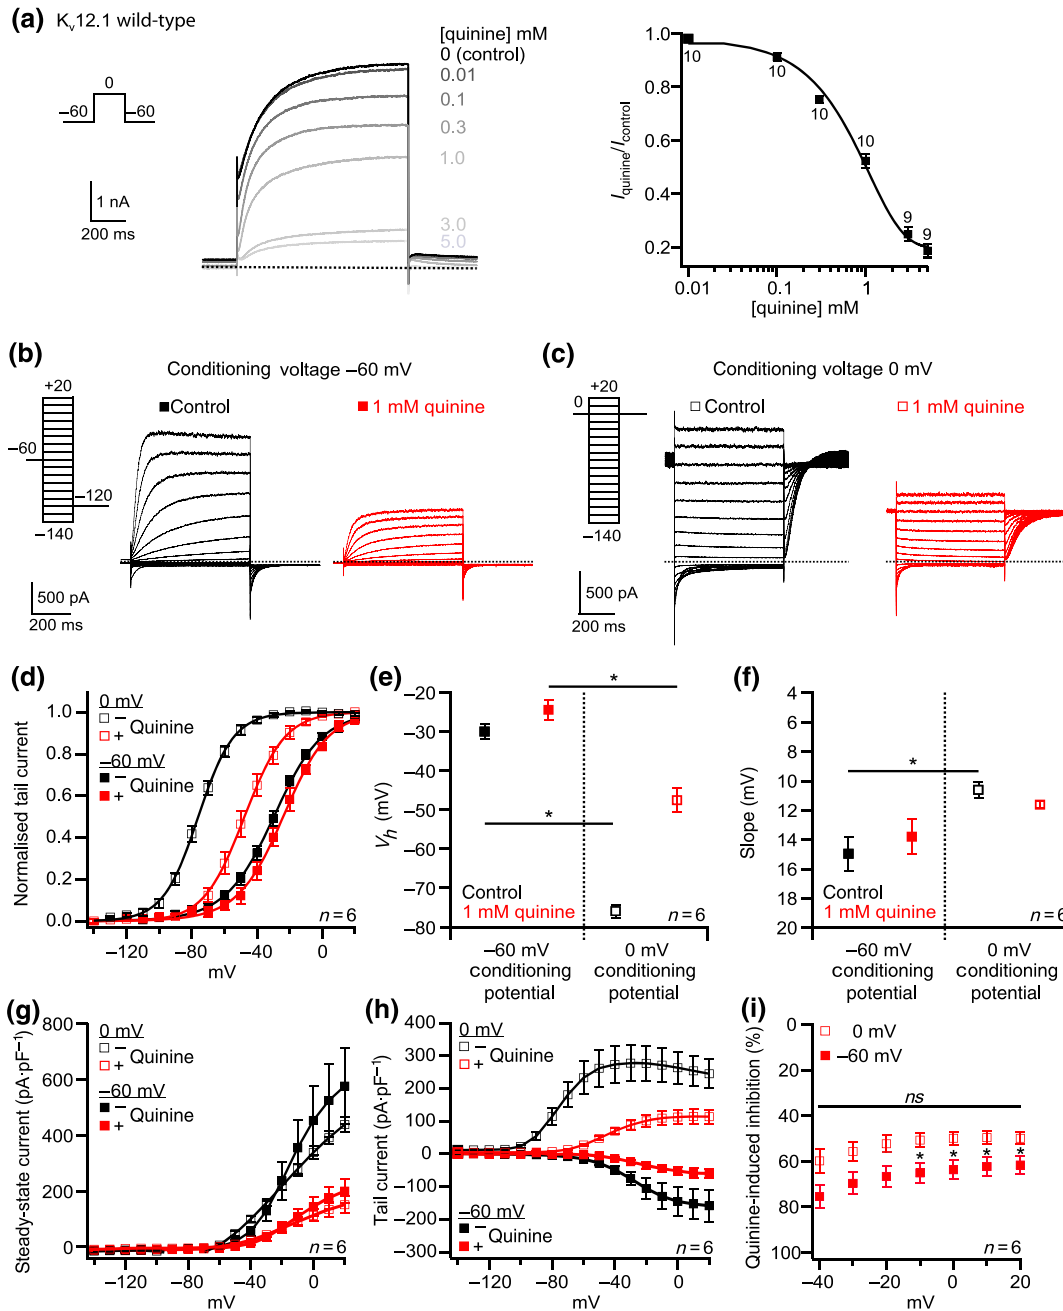 (a) Kv12.1 wild-type
0
−60 −60
1 nA
200 ms
[quinine] mM
0 (control)
0.01
0.1
0.3
1.0
3.0
5.0
Iquinine/Icontrol
1.0
0.8
0.6
0.4
0.2
10
10
10
10
9
9
0.01 0.1 1
[quinine] mM
(b)
Conditioning voltage −60 mV
+20
−60
−120
−140
Control
1 mM quinine
500 pA
200 ms
(c)
Conditioning voltage 0 mV
+20
0
−140
Control
1 mM quinine
500 pA
200 ms
(d)
Normalised tail current
1.0
0.8
0.6
0.4
0.2
0.0
0 mV
− Quinine
+
−60 mV
− Quinine
+
n = 6
−120 −80 −40 0
mV
(e)
Vh (mV)
−20
−30
−40
−50
−60
−70
−80
*
*
Control
1 mM quinine
n = 6
−60 mV conditioning potential
0 mV conditioning potential
(f)
Slope (mV)
4
6
8
10
12
14
16
18
20
*
Control
1 mM quinine
n = 6
−60 mV conditioning potential
0 mV conditioning potential
(g)
Steady-state current (pA·pF−1)
800
600
400
200
0
0 mV
− Quinine
+
−60 mV
− Quinine
+
n = 6
−120 −80 −40 0
mV
(h)
Tail current (pA·pF−1)
400
300
200
100
0
−100
−200
−300
0 mV
− Quinine
+
−60 mV
− Quinine
+
n = 6
−120 −80 −40 0
mV
(i)
Quinine-induced inhibition (%)
0
20
40
60
80
100
0 mV
−60 mV
ns
* * * *
n = 6
−40 −20 0 20
mV